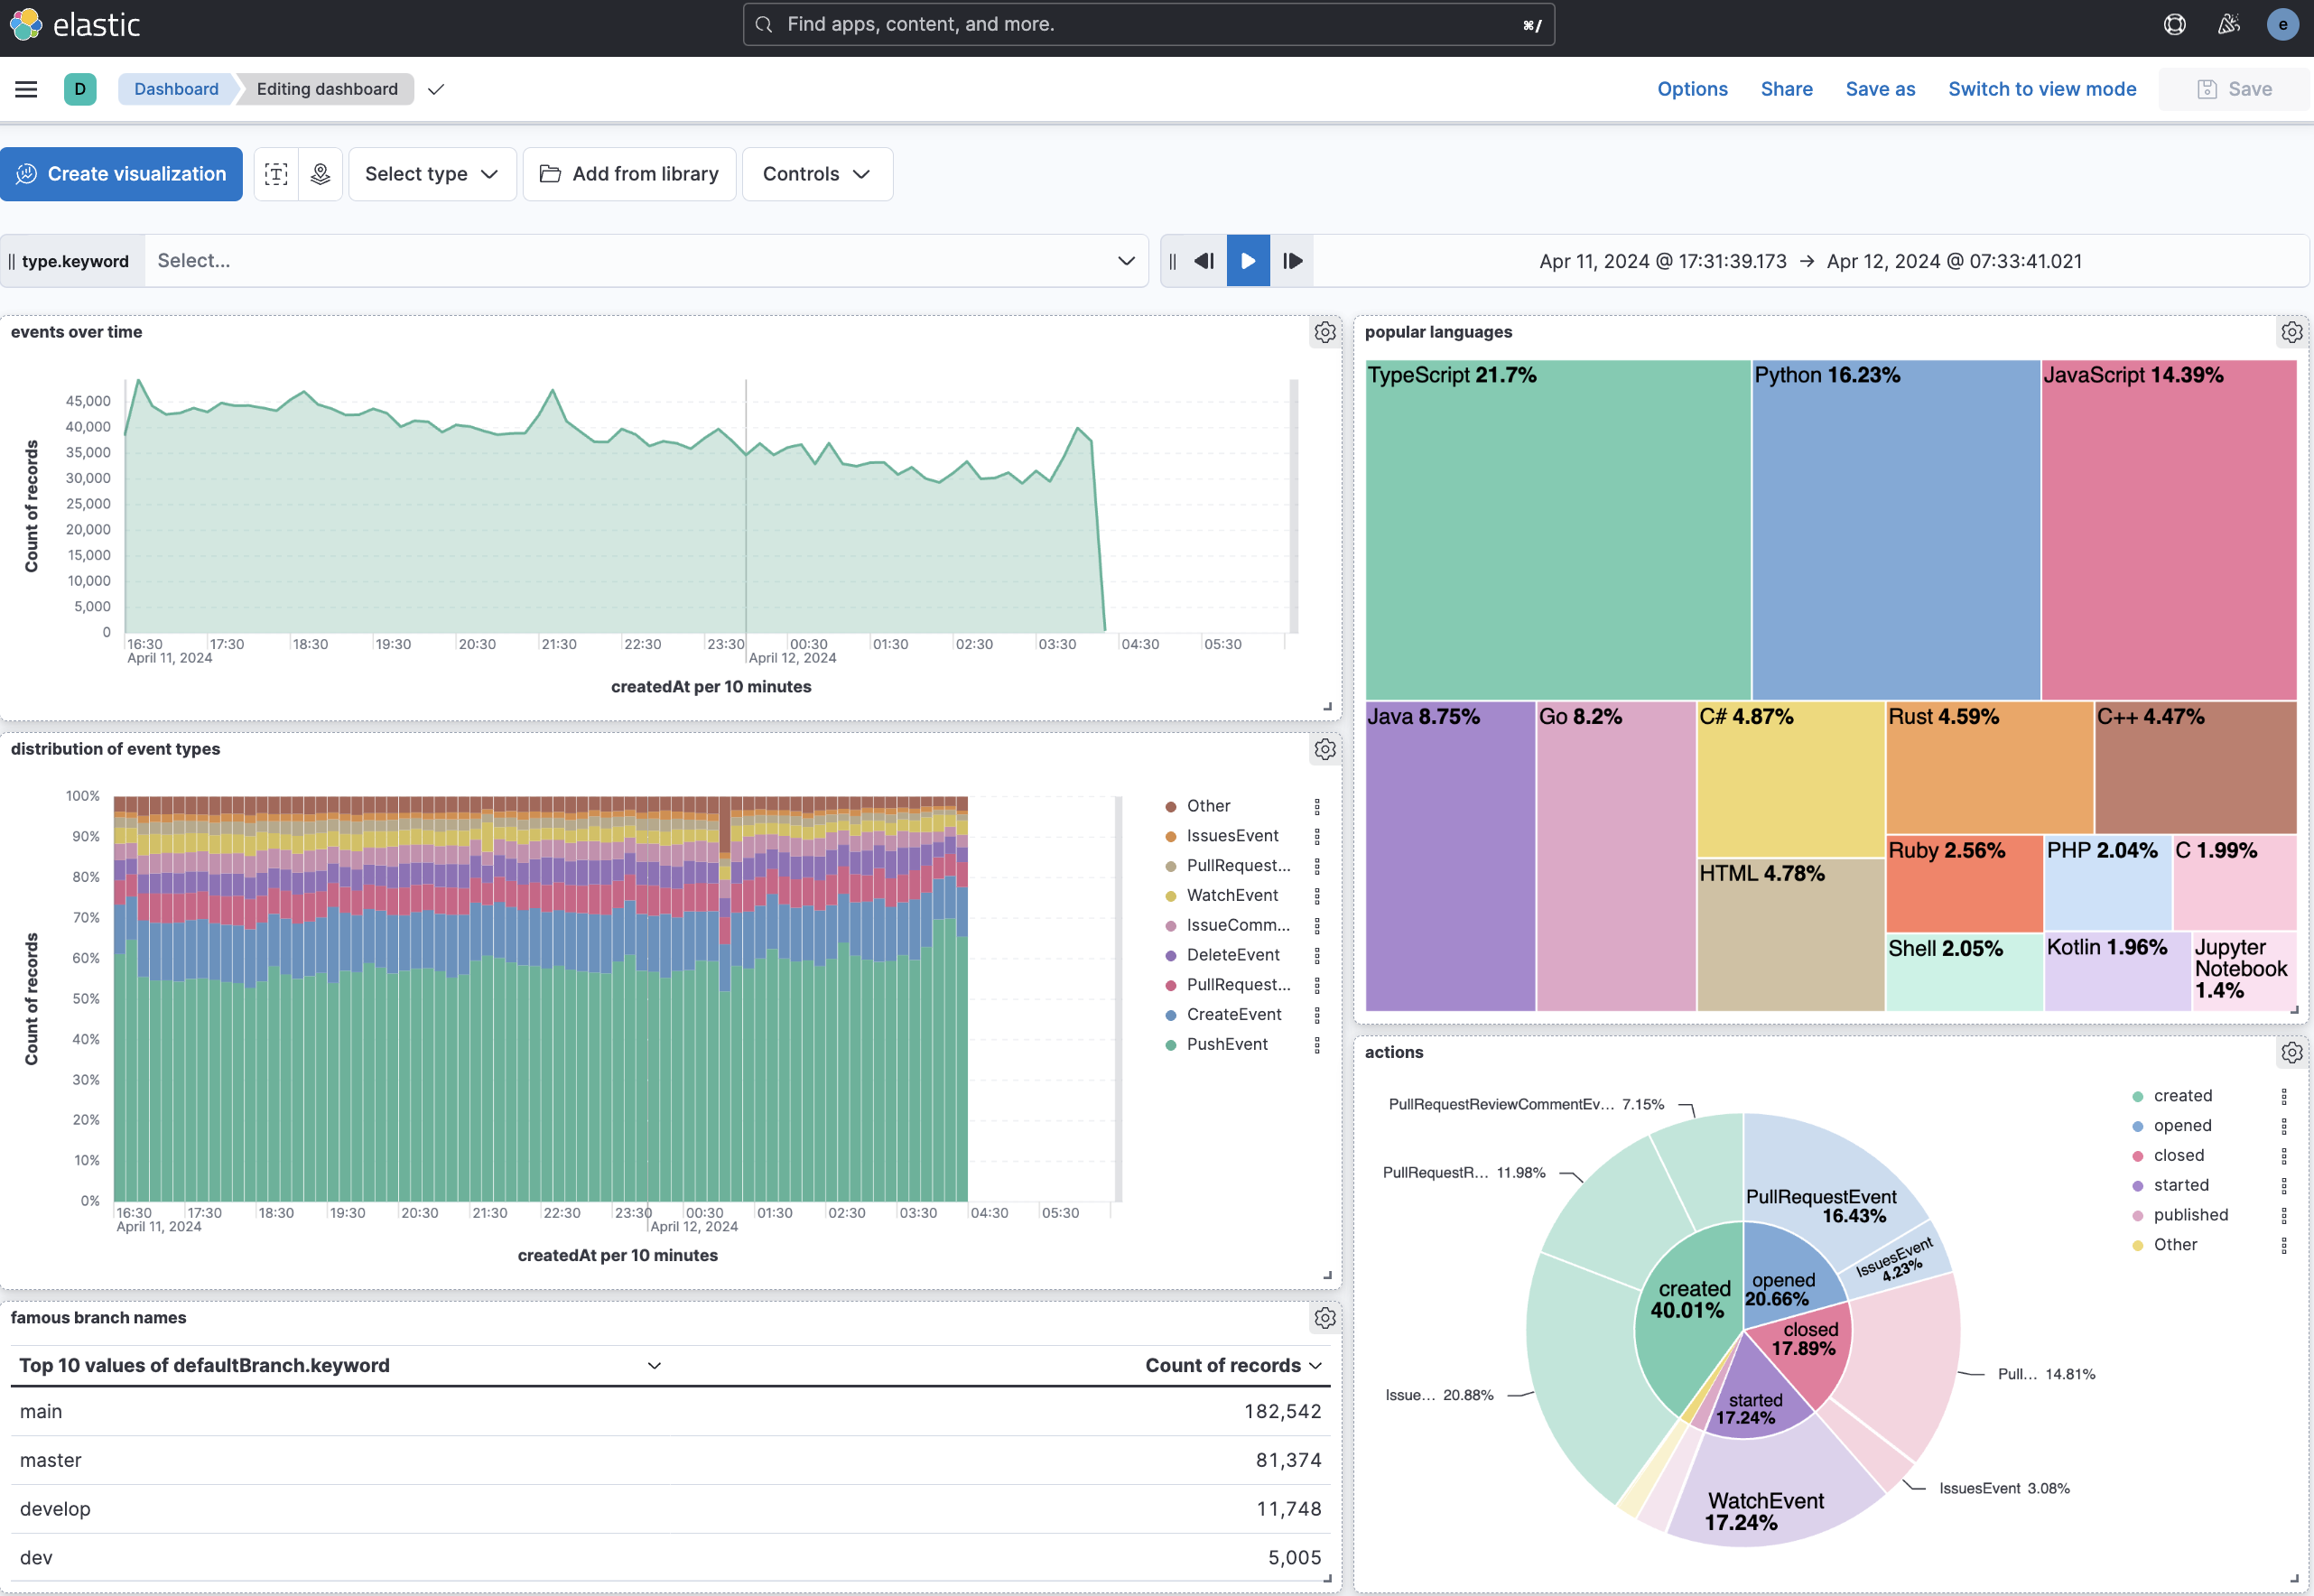 elastic
Find apps, content, and more.
⌘/
e
D
Dashboard
Editing dashboard
Options
Share
Save as
Switch to view mode
Save
Create visualization
Select type
Add from library
Controls
type.keyword
Select...
Apr 11, 2024 @ 17:31:39.173 → Apr 12, 2024 @ 07:33:41.021
events over time
Count of records
45,000
40,000
35,000
30,000
25,000
20,000
15,000
10,000
5,000
0
16:30 17:30 18:30 19:30 20:30 21:30 22:30 23:30 00:30 01:30 02:30 03:30 04:30 05:30
April 11, 2024 April 12, 2024
createdAt per 10 minutes
distribution of event types
Count of records
100%
90%
80%
70%
60%
50%
40%
30%
20%
10%
0%
16:30 17:30 18:30 19:30 20:30 21:30 22:30 23:30 00:30 01:30 02:30 03:30 04:30 05:30
April 11, 2024 April 12, 2024
createdAt per 10 minutes
Other
IssuesEvent
PullRequest...
WatchEvent
IssueComm...
DeleteEvent
PullRequest...
CreateEvent
PushEvent
famous branch names
Top 10 values of defaultBranch.keyword Count of records
main 182,542
master 81,374
develop 11,748
dev 5,005
popular languages
TypeScript 21.7%
Python 16.23%
JavaScript 14.39%
Java 8.75%
Go 8.2%
C# 4.87%
Rust 4.59%
C++ 4.47%
HTML 4.78%
Ruby 2.56%
PHP 2.04%
C 1.99%
Shell 2.05%
Kotlin 1.96%
Jupyter
Notebook
1.4%
actions
PullRequestReviewCommentEv... 7.15%
PullRequestR... 11.98%
Issue... 20.88%
PullRequestEvent
16.43%
IssuesEvent
4.23%
created
40.01%
opened
20.66%
closed
17.89%
started
17.24%
Pull... 14.81%
IssuesEvent 3.08%
WatchEvent
17.24%
created
opened
closed
started
published
Other